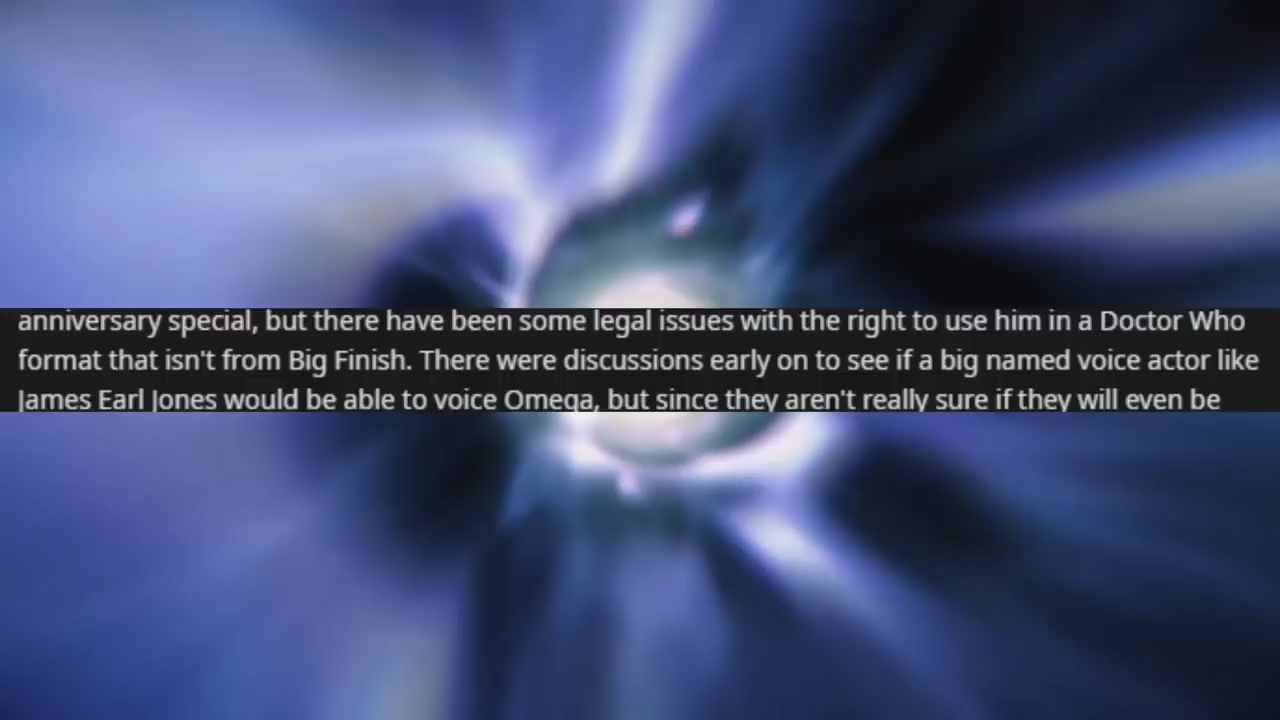 anniversary special, but there have been some legal issues with the right to use him in a Doctor Who
format that isn't from Big Finish. There were discussions early on to see if a big named voice actor like
James Earl Jones would be able to voice Omega, but since they aren't really sure if they will even be